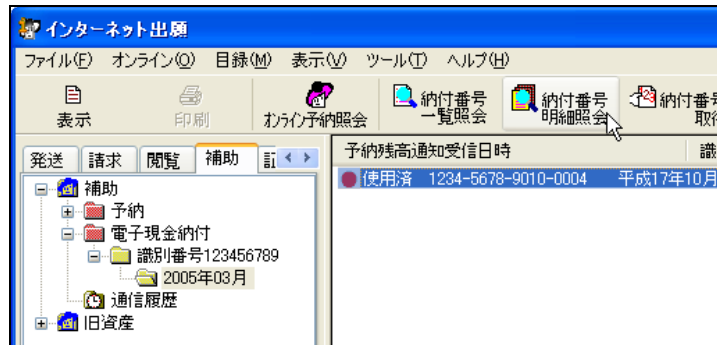 インターネット出願
ファイル(F) オンライン(O) 目録(M) 表示(V) ツール(T) ヘルプ(H)
表示
印刷
オンライン予納照会
納付番号
一覧照会
納付番号
明細照会
納付番号
発送 請求 閲覧 補助
予納残高通知受信日時 識
使用済 1234-5678-9010-0004 平成17年10月
補助
予納
電子現金納付
識別番号123456789
2005年03月
通信履歴
旧資産